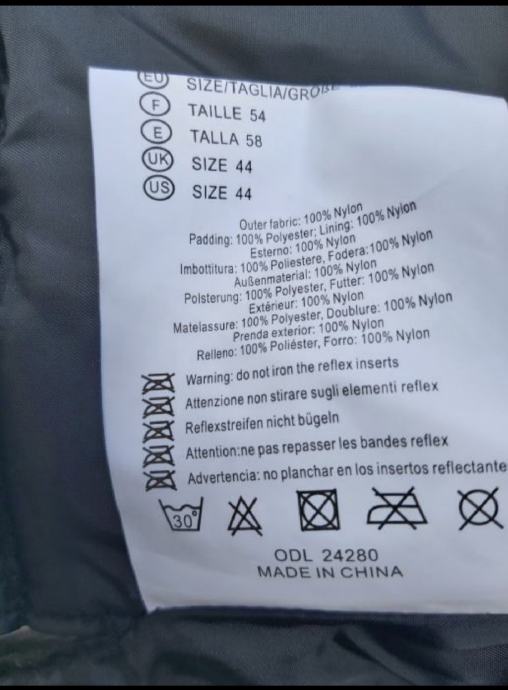 EU SIZE/TAGLIA/GRÖßE
F TAILLE 54
E TALLA 58
UK SIZE 44
US SIZE 44
Outer fabric: 100% Nylon
Padding: 100% Polyester; Lining: 100% Nylon
Esterno: 100% Nylon
Imbottitura: 100% Poliestere, Fodera:100% Nylon
Außenmaterial: 100% Nylon
Polsterung: 100% Polyester, Futter: 100% Nylon
Extérieur: 100% Nylon
Matelassure: 100% Polyester, Doublure: 100% Nylon
Prenda exterior: 100% Nylon
Relleno: 100% Poliéster, Forro: 100% Nylon
Warning: do not iron the reflex inserts
Attenzione non stirare sugli elementi reflex
Reflexstreifen nicht bügeln
Attention:ne pas repasser les bandes reflex
Advertencia: no planchar en los insertos reflectante
30°
ODL 24280
MADE IN CHINA